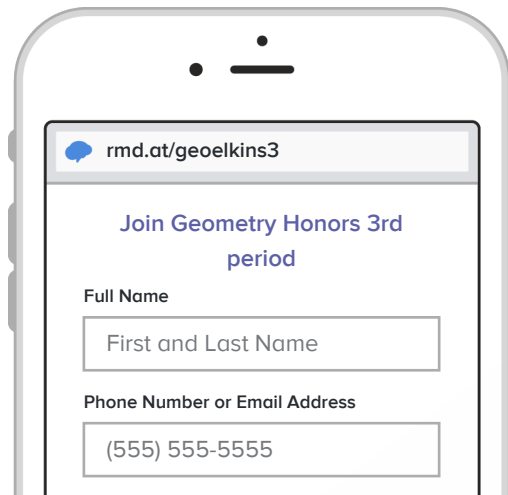 rmd.at/geoelkins3
Join Geometry Honors 3rd
period
Full Name
First and Last Name
Phone Number or Email Address
(555) 555-5555